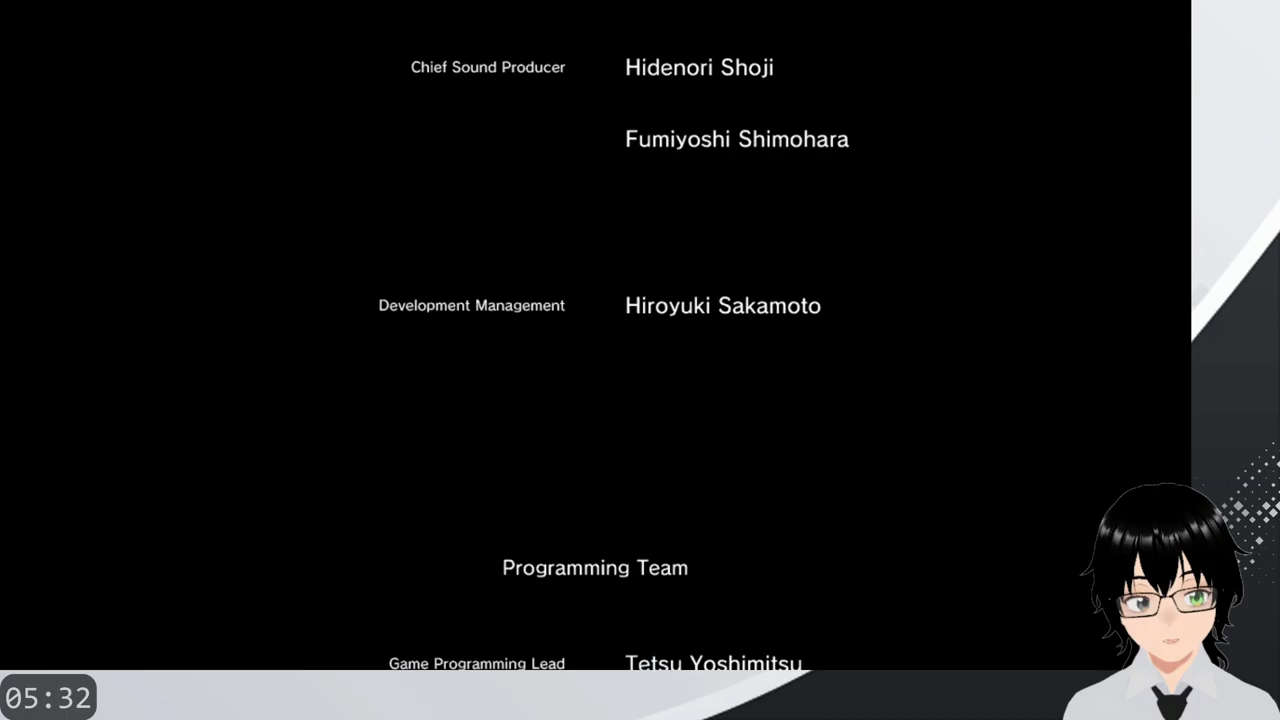 Chief Sound Producer Hidenori Shoji
Fumiyoshi Shimohara
Development Management Hiroyuki Sakamoto
Programming Team
Game Programming Lead Tetsu Yoshimitsu
05:32